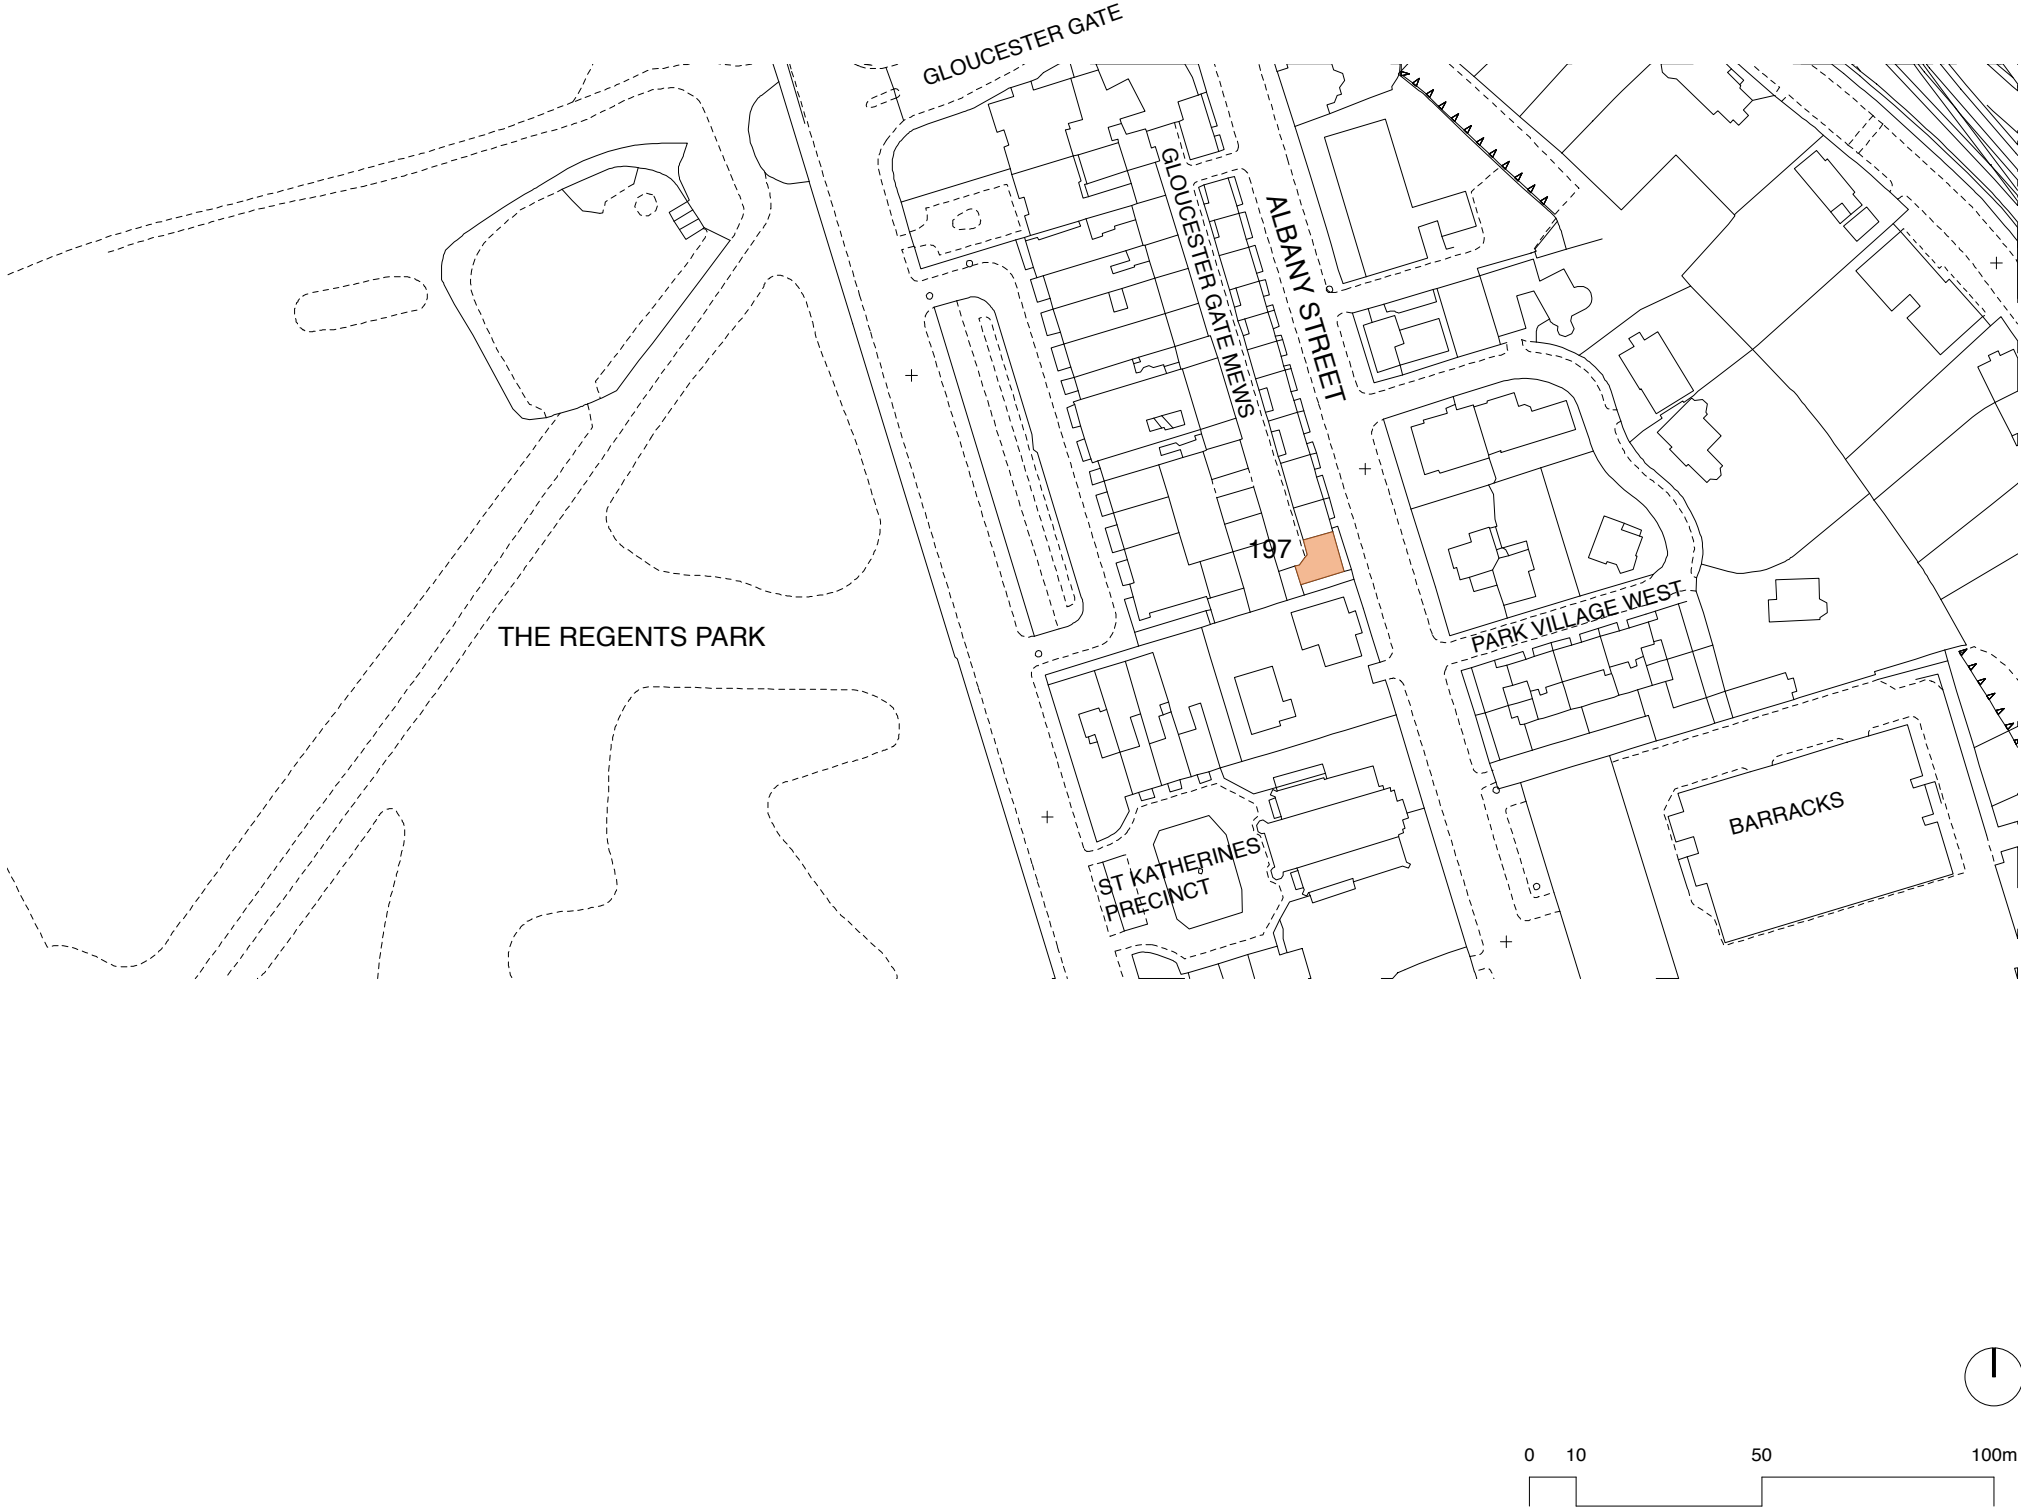 GLOUCESTER GATE
GLOUCESTER GATE MEWS
ALBANY STREET
197
THE REGENTS PARK
PARK VILLAGE WEST
BARRACKS
ST KATHERINES
PRECINCT
0 10 50 100m